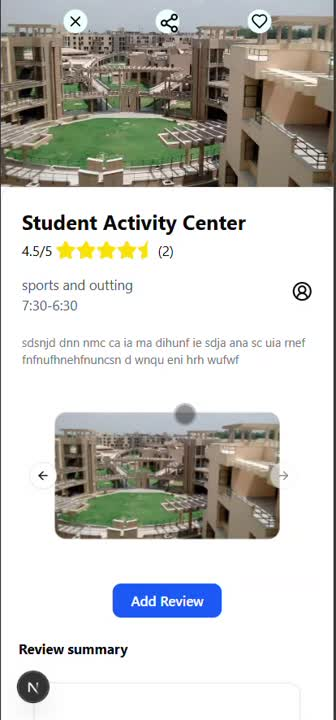 Student Activity Center
4.5/5 (2)
sports and outting
7:30-6:30
sdsnjd dnn nmc ca ia ma dihunf ie sdja ana sc uia rnef
fnfnufhnehfnuncsn d wnqu eni hrh wufwf
Add Review
Review summary
N